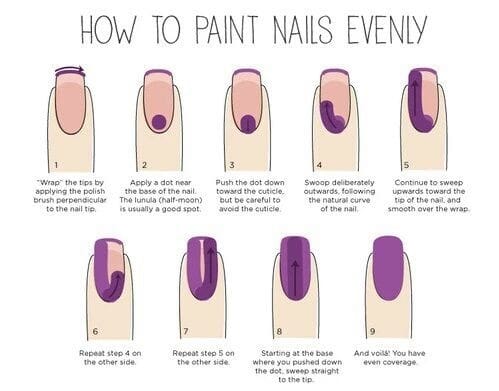 HOW TO PAINT NAILS EVENLY
1
2
3
4
5
"Wrap" the tips by
applying the polish
brush perpendicular
to the nail tip.
Apply a dot near
the base of the nail.
The lunula (half-moon)
is usually a good spot.
Push the dot down
toward the cuticle,
but be careful to
avoid the cuticle.
Swoop deliberately
outwards, following
the natural curve
of the nail.
Continue to sweep
upwards toward the
tip of the nail, and
smooth over the wrap.
6
7
8
9
Repeat step 4 on
the other side.
Repeat step 5 on
the other side.
Starting at the base
where you pushed down
the dot, sweep straight
to the tip.
And voilà! You have
even coverage.